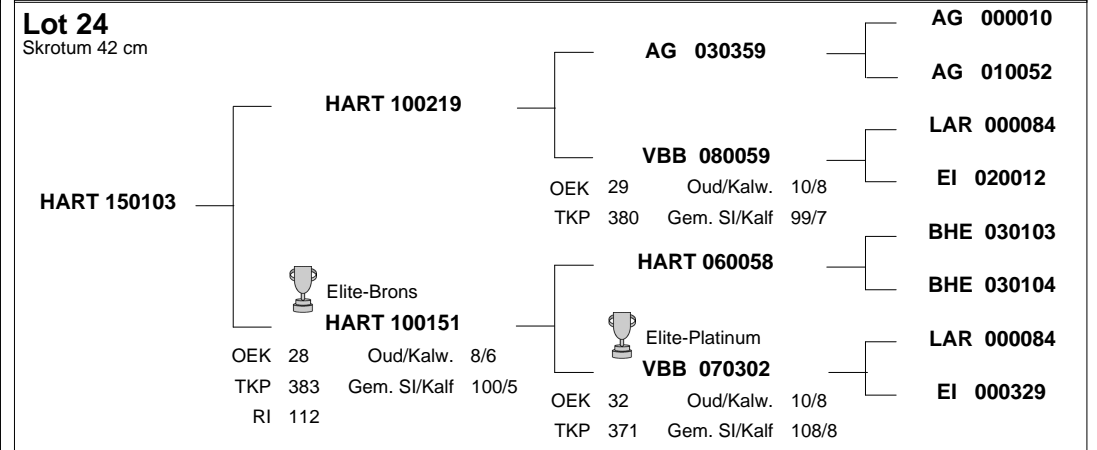 Lot 24
Skrotum 42 cm
AG 000010
AG 030359
AG 010052
HART 100219
LAR 000084
VBB 080059
OEK 29 Oud/Kalw. 10/8
EI 020012
TKP 380 Gem. SI/Kalf 99/7
HART 150103
BHE 030103
HART 060058
BHE 030104
Elite-Brons
HART 100151
OEK 28 Oud/Kalw. 8/6
TKP 383 Gem. SI/Kalf 100/5
RI 112
Elite-Platinum
LAR 000084
VBB 070302
EI 000329
OEK 32 Oud/Kalw. 10/8
TKP 371 Gem. SI/Kalf 108/8